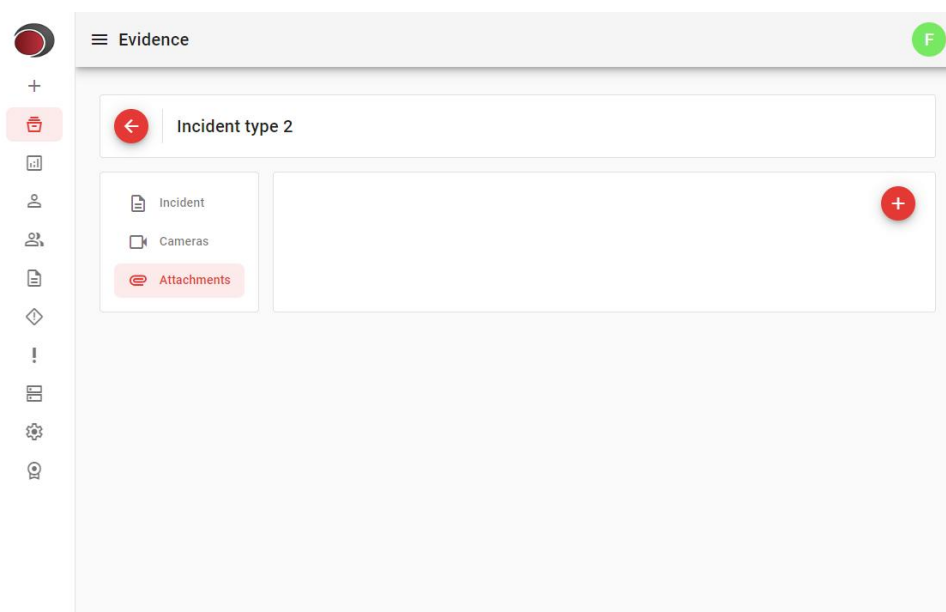 Evidence
F
Incident type 2
Incident
Cameras
Attachments